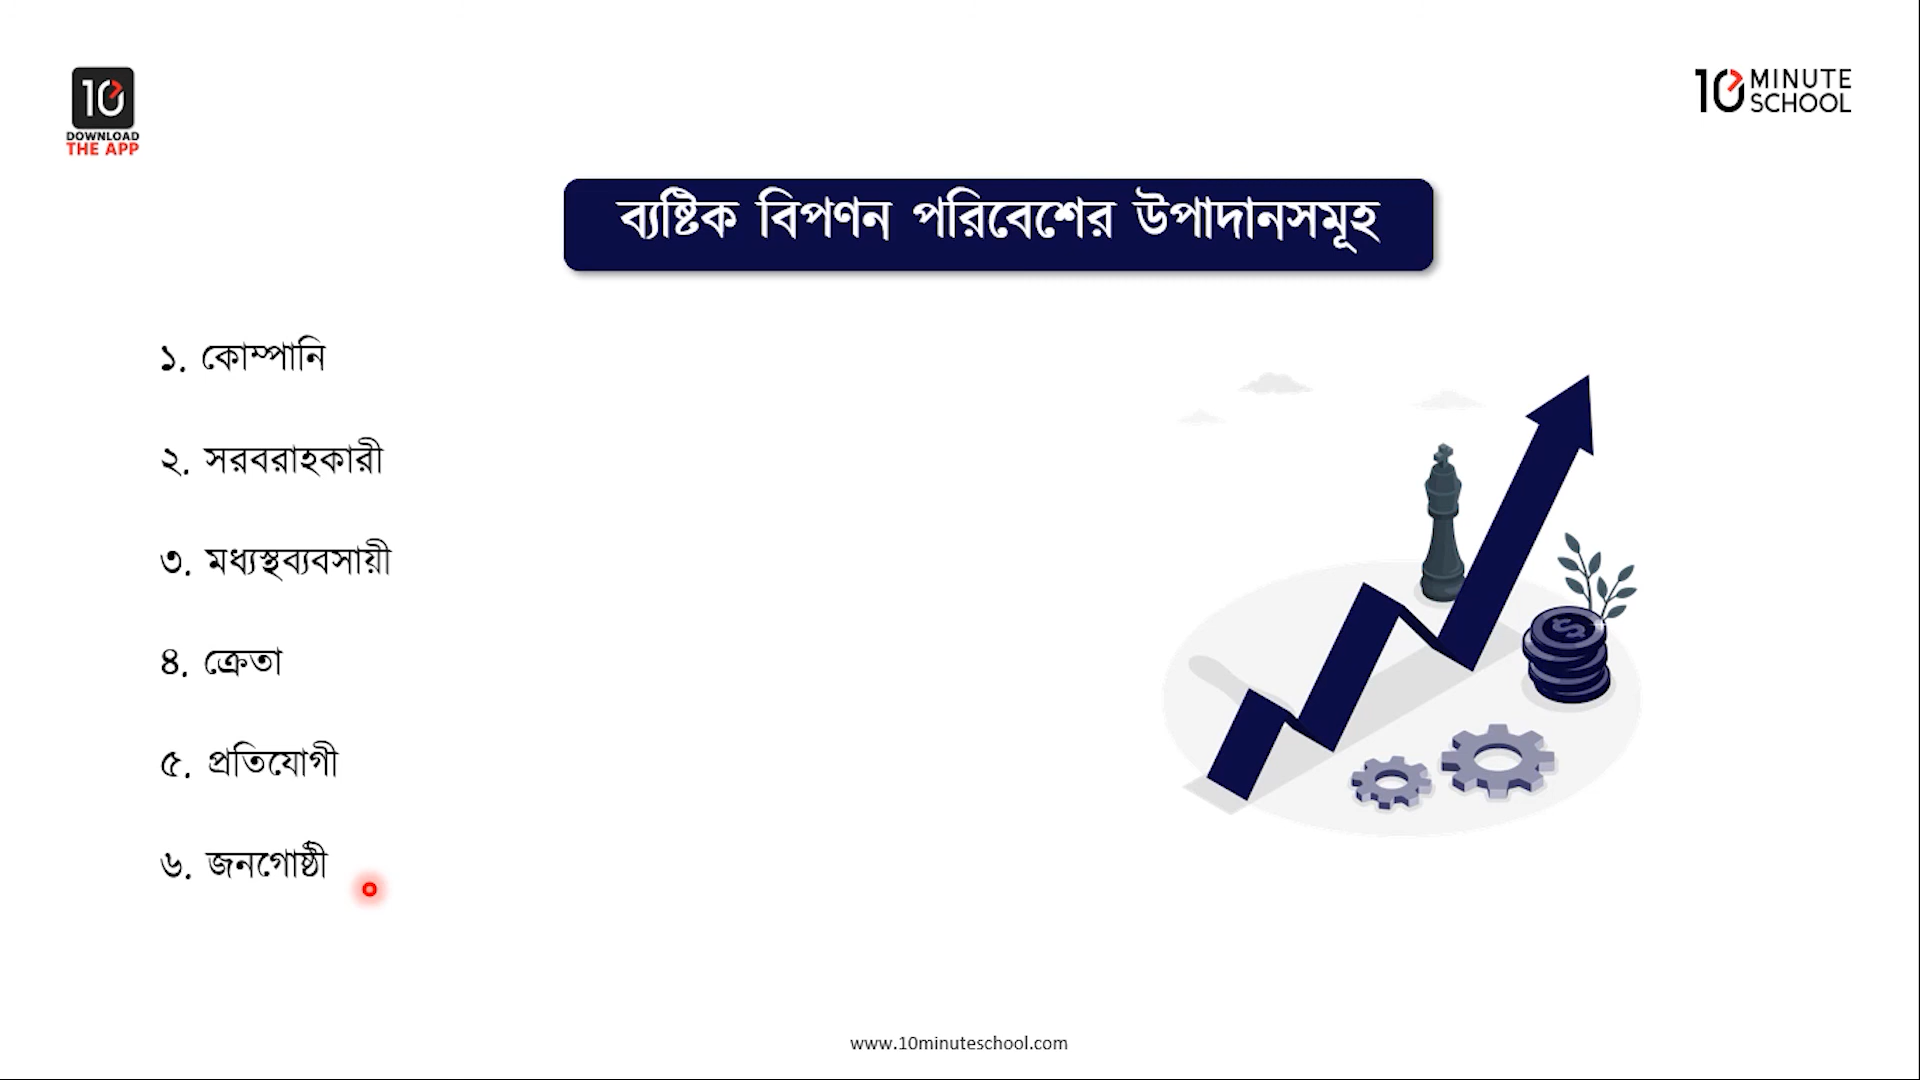 10
DOWNLOAD
THE APP
10 MINUTE
SCHOOL
ব্যষ্টিক বিপণন পরিবেশের উপাদানসমূহ
১. কোম্পানি
২. সরবরাহকারী
৩. মধ্যস্থব্যবসায়ী
৪. ক্রেতা
৫. প্রতিযোগী
৬. জনগোষ্ঠী
$
www.10minuteschool.com